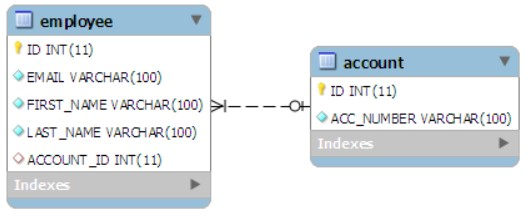 employee
ID INT(11)
EMAIL VARCHAR(100)
FIRST_NAME VARCHAR(100)
LAST_NAME VARCHAR(100)
ACCOUNT_ID INT(11)
Indexes
account
ID INT(11)
ACC_NUMBER VARCHAR(100)
Indexes